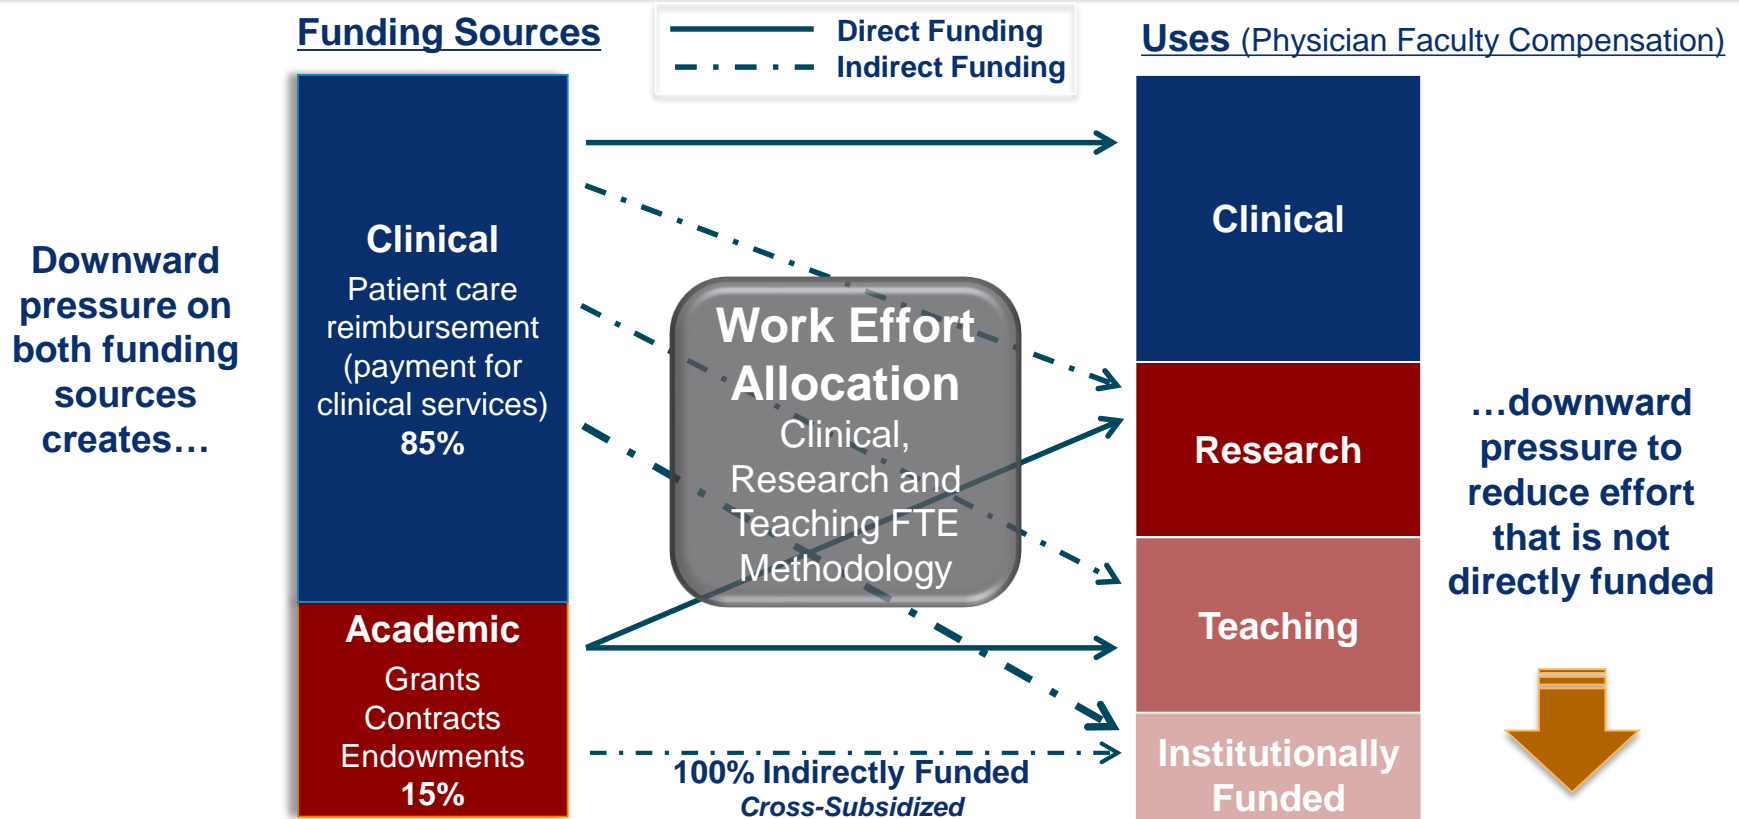 Funding Sources
Direct Funding
Indirect Funding
Uses (Physician Faculty Compensation)
Downward
pressure on
both funding
sources
creates…
Clinical
Patient care
reimbursement
(payment for
clinical services)
85%
Academic
Grants
Contracts
Endowments
15%
Work Effort
Allocation
Clinical,
Research and
Teaching FTE
Methodology
100% Indirectly Funded
Cross-Subsidized
Clinical
Research
Teaching
Institutionally
Funded
…downward
pressure to
reduce effort
that is not
directly funded